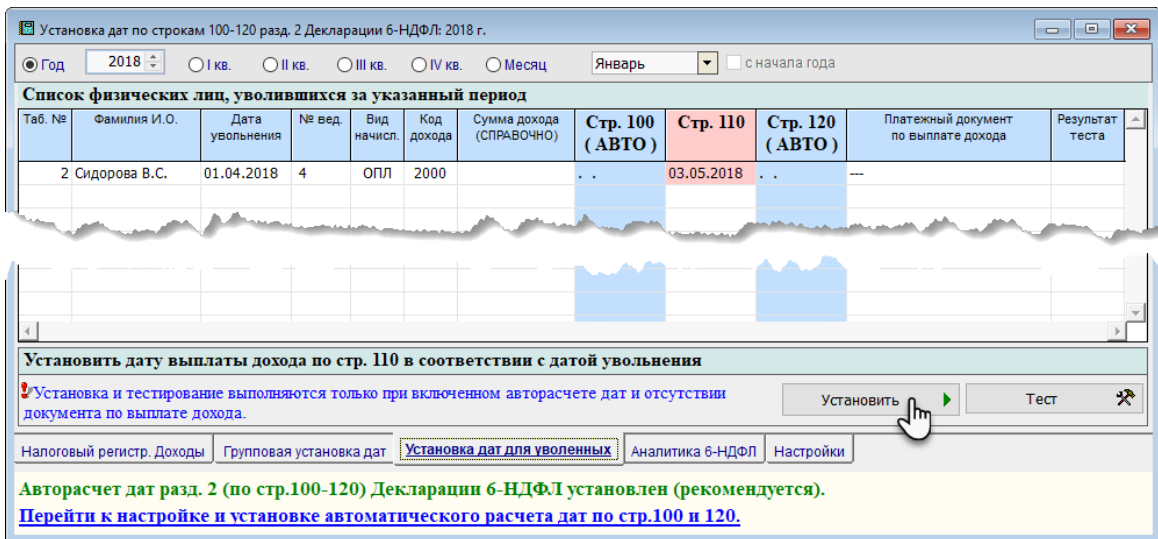 Установка дат по строкам 100-120 разд. 2 Декларации 6-НДФЛ: 2018 г.
Год 2018 I кв. II кв. III кв. IV кв. Месяц Январь с начала года
Список физических лиц, уволившихся за указанный период
Таб. № Фамилия И.О. Дата увольнения № вед. Вид начисл. Код дохода Сумма дохода (СПРАВОЧНО) Стр. 100 ( АВТО ) Стр. 110 Стр. 120 ( АВТО ) Платежный документ по выплате дохода Результат теста
2 Сидорова В.С. 01.04.2018 4 ОПЛ 2000 . . 03.05.2018 . . ---
Установить дату выплаты дохода по стр. 110 в соответствии с датой увольнения
Установка и тестирование выполняются только при включенном авторасчете дат и отсутствии
документа по выплате дохода.
Установить Тест
Налоговый регистр. Доходы Групповая установка дат Установка дат для уволенных Аналитика 6-НДФЛ Настройки
Авторасчет дат разд. 2 (по стр.100-120) Декларации 6-НДФЛ установлен (рекомендуется).
Перейти к настройке и установке автоматического расчета дат по стр.100 и 120.